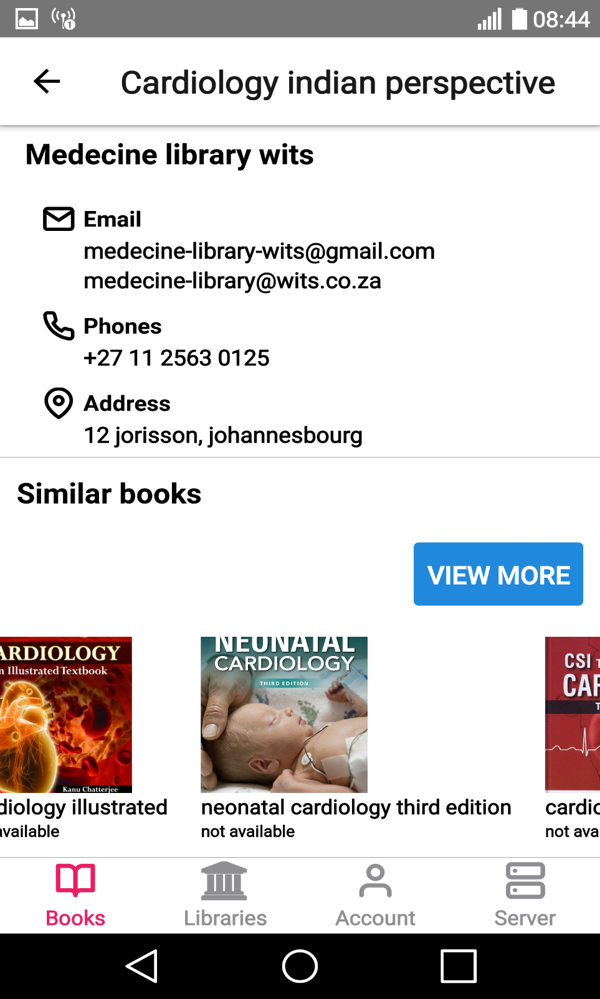 08:44
Cardiology indian perspective
Medecine library wits
Email
medecine-library-wits@gmail.com
medecine-library@wits.co.za
Phones
+27 11 2563 0125
Address
12 jorisson, johannesbourg
Similar books
VIEW MORE
ARDIOLOGY
n Illustrated Textbook
Kanu Chatterjee
diology illustrated
available
NEONATAL
CARDIOLOGY
THIRD EDITION
neonatal cardiology third edition
not available
CSI
CAR
cardio
not ava
Books
Libraries
Account
Server